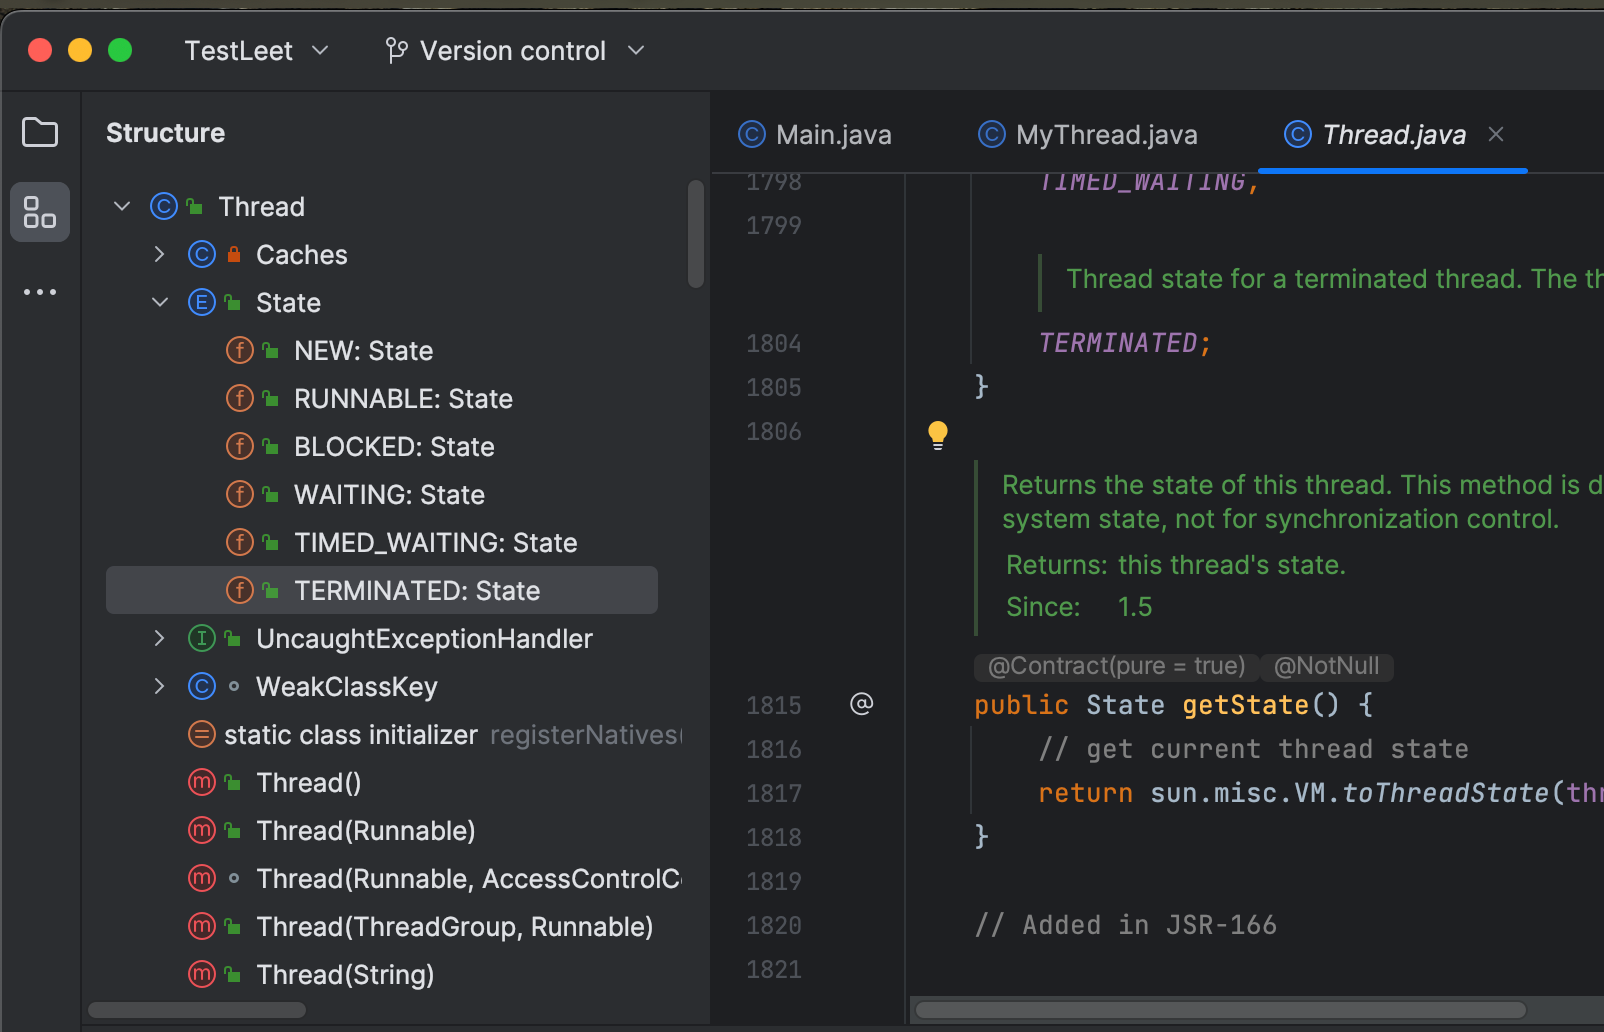 TestLeet
Version control
Structure
Main.java
MyThread.java
Thread.java
Thread
Caches
State
NEW: State
RUNNABLE: State
BLOCKED: State
WAITING: State
TIMED_WAITING: State
TERMINATED: State
UncaughtExceptionHandler
WeakClassKey
static class initializer registerNatives(
Thread()
Thread(Runnable)
Thread(Runnable, AccessControlCo
Thread(ThreadGroup, Runnable)
Thread(String)
1798 TIMED_WAITING,
1799
Thread state for a terminated thread. The th
1804 TERMINATED;
1805 }
1806
Returns the state of this thread. This method is d
system state, not for synchronization control.
Returns: this thread's state.
Since: 1.5
@Contract(pure = true) @NotNull
1815 @ public State getState() {
1816 // get current thread state
1817 return sun.misc.VM.toThreadState(thr
1818 }
1819
1820 // Added in JSR-166
1821